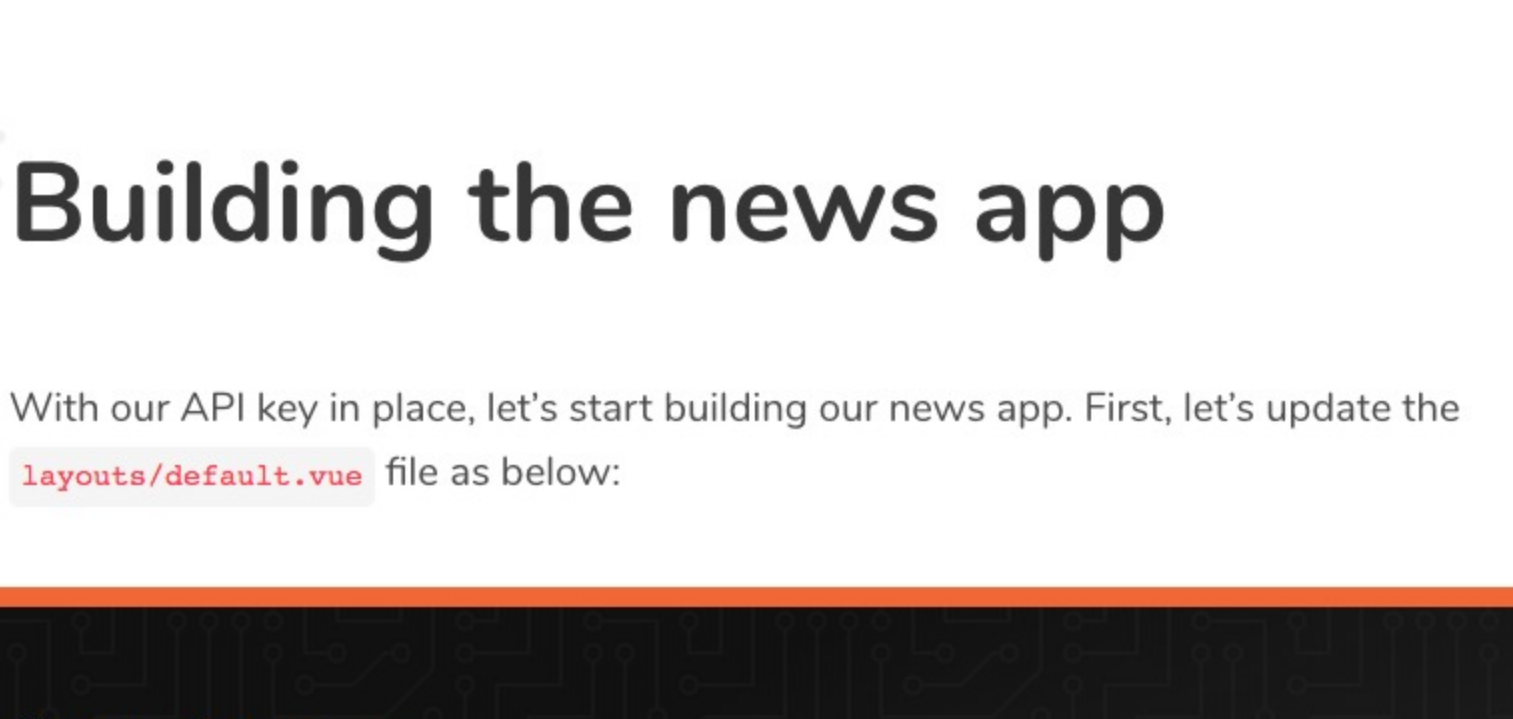 Building the news app
With our API key in place, let’s start building our news app. First, let’s update the
layouts/default.vue file as below: